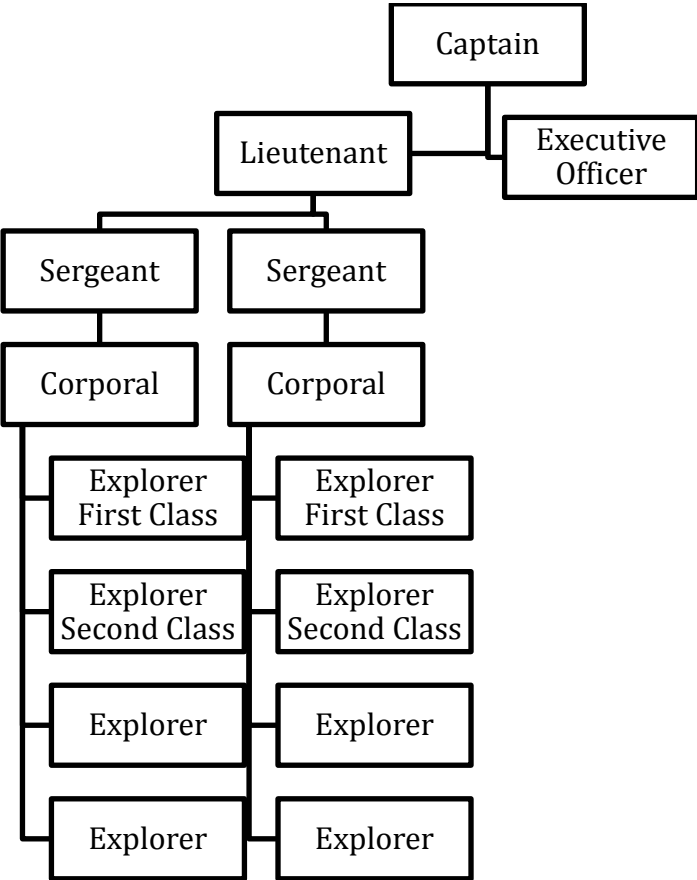 Captain
Lieutenant
Executive
Officer
Sergeant
Sergeant
Corporal
Corporal
Explorer
First Class
Explorer
First Class
Explorer
Second Class
Explorer
Second Class
Explorer
Explorer
Explorer
Explorer